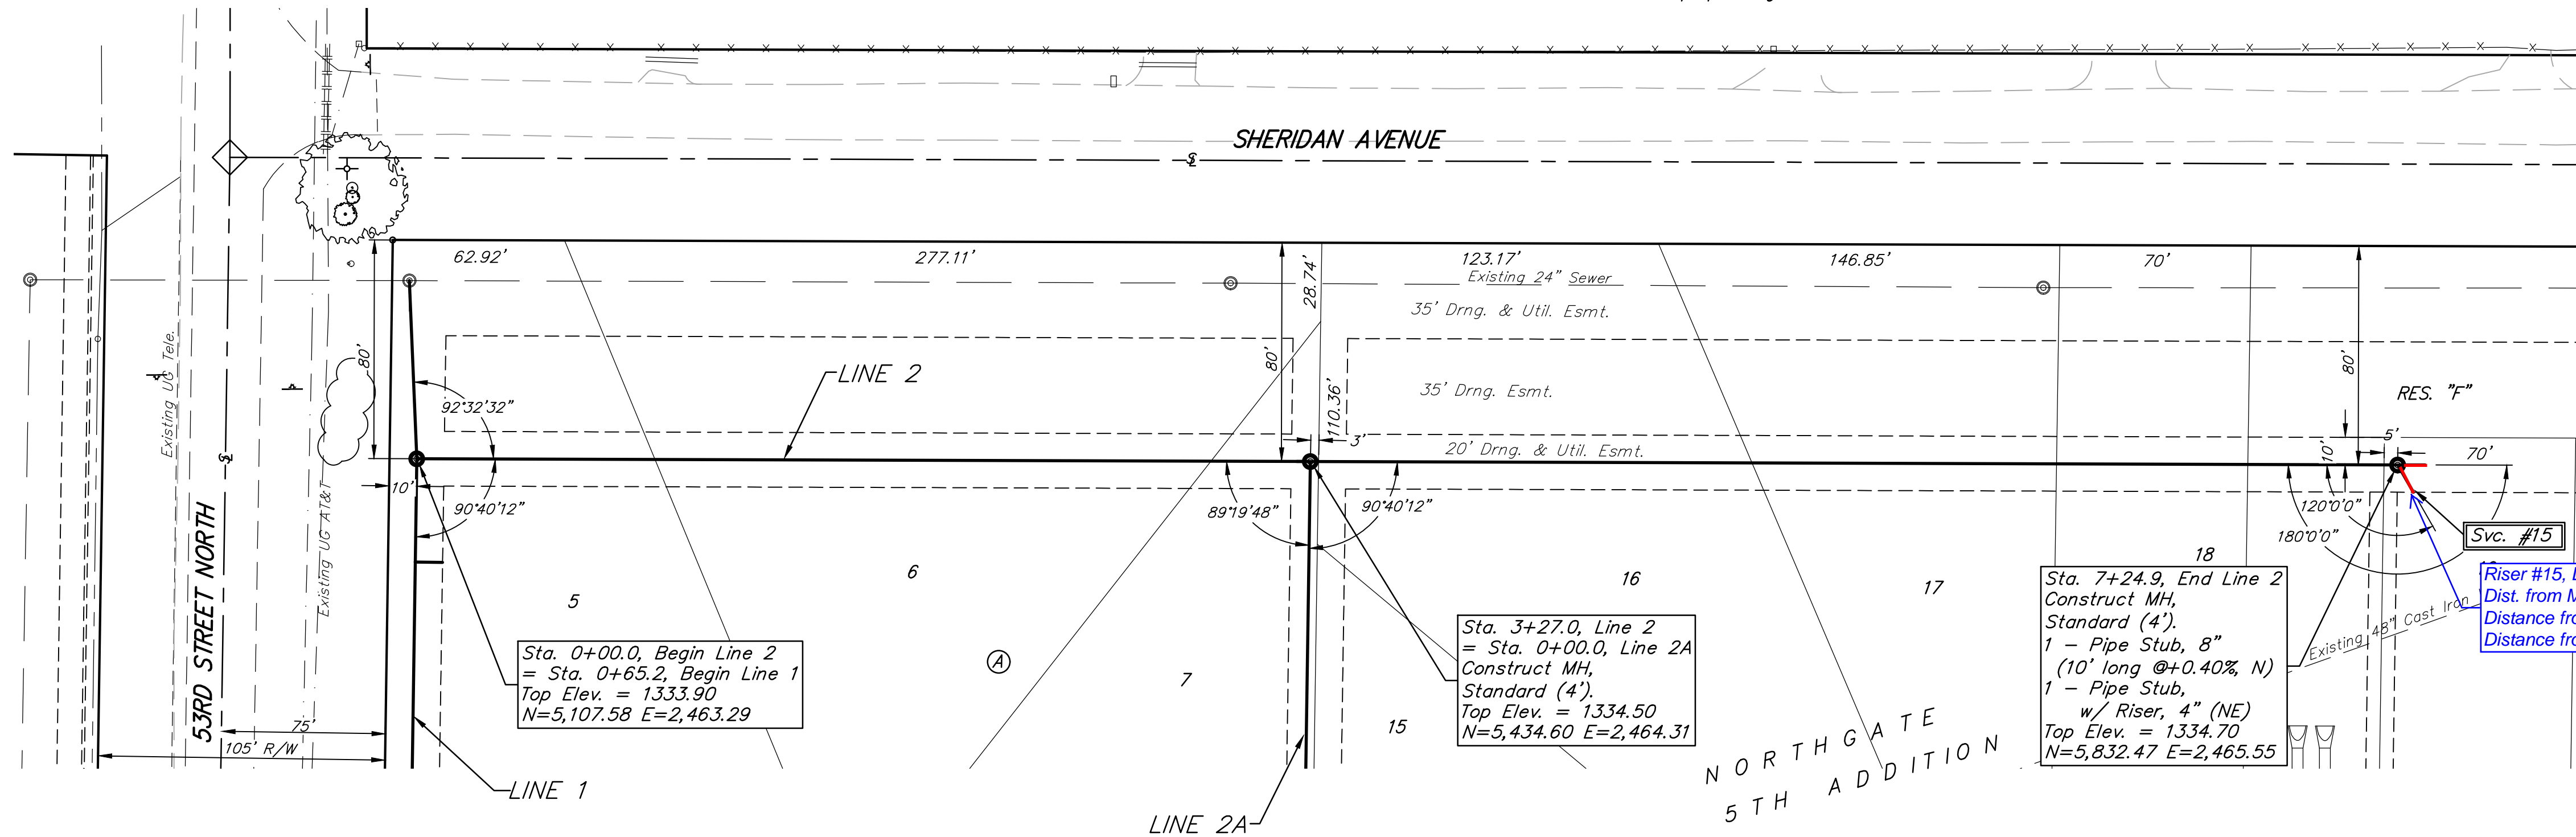 SHERIDAN AVENUE
62.92'
277.11'
123.17'
146.85'
70'
Existing 24" Sewer
28.74'
35' Drng. & Util. Esmt.
80'
80'
80'
Existing UG Tele.
LINE 2
110.36'
35' Drng. Esmt.
RES. "F"
92°32'32"
3'
20' Drng. & Util. Esmt.
5'
10'
70'
10'
90°40'12"
89°19'48"
90°40'12"
120°0'0"
180°0'0"
Svc. #15
53RD STREET NORTH
Existing UG AT&T
5
6
7
15
16
17
18
A
Riser #15,
Dist. from
Distance
Distance
Existing 48" Cast Iron
Sta. 0+00.0, Begin Line 2
= Sta. 0+65.2, Begin Line 1
Top Elev. = 1333.90
N=5,107.58 E=2,463.29
Sta. 3+27.0, Line 2
= Sta. 0+00.0, Line 2A
Construct MH,
Standard (4').
Top Elev. = 1334.50
N=5,434.60 E=2,464.31
Sta. 7+24.9, End Line 2
Construct MH,
Standard (4').
1 - Pipe Stub, 8"
(10' long @+0.40%, N)
1 - Pipe Stub,
w/ Riser, 4" (NE)
Top Elev. = 1334.70
N=5,832.47 E=2,465.55
75'
105' R/W
NORTHGATE
5TH ADDITION
LINE 1
LINE 2A